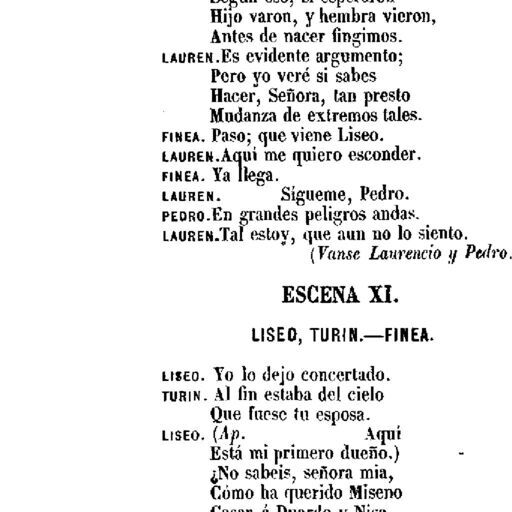 Hijo varon, y hembra vieron,
Antes de nacer fingimos.
LAUREN. Es evidente argumento;
Pero yo veré si sabes
Hacer, Señora, tan presto
Mudanza de extremos tales.
FINEA. Paso; que viene Liseo.
LAUREN. Aquí me quiero esconder.
FINEA. Ya llega.
LAUREN. Sígueme, Pedro.
PEDRO. En grandes peligros andas.
LAUREN. Tal estoy, que aun no lo siento.
(Vanse Laurencio y Pedro.
ESCENA XI.
LISEO, TURIN.—FINEA.
LISEO. Yo lo dejo concertado.
TURIN. Al fin estaba del cielo
Que fuese tu esposa.
LISEO. (Ap. Aquí
Está mi primero dueño.)
¿No sabeis, señora mia,
Cómo ha querido Miseno